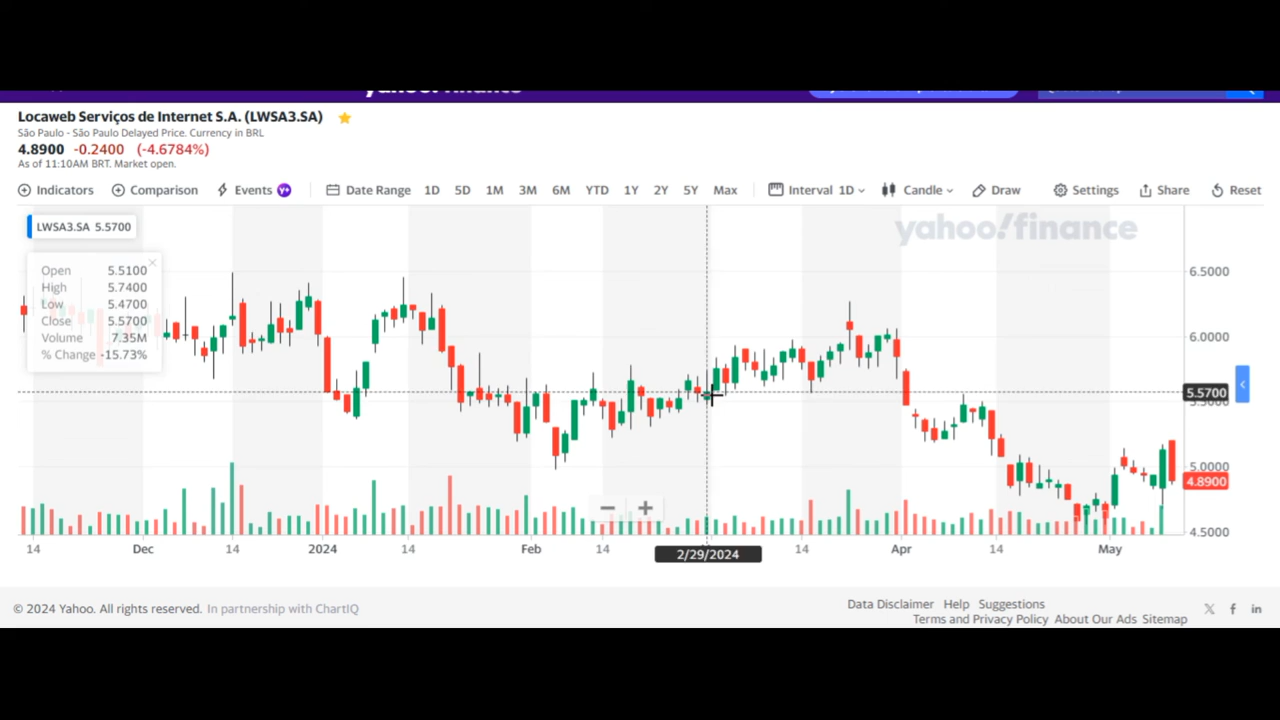 yahoo! finance
Locaweb Serviços de Internet S.A. (LWSA3.SA)
São Paulo - São Paulo Delayed Price. Currency in BRL
4.8900 -0.2400 (-4.6784%)
As of 11:10AM BRT. Market open.
Indicators Comparison Events Y+ Date Range 1D 5D 1M 3M 6M YTD 1Y 2Y 5Y Max Interval 1D Candle Draw Settings Share Reset
LWSA3.SA 5.5700
yahoo!finance
Open 5.5100
High 5.7400
Low 5.4700
Close 5.5700
Volume 7.35M
% Change -15.73%
6.5000
6.0000
5.5700
5.5000
5.0000
4.8900
4.5000
14 Dec 14 2024 14 Feb 14 2/29/2024 14 Apr 14 May
© 2024 Yahoo. All rights reserved. In partnership with ChartIQ
Data Disclaimer Help Suggestions
Terms and Privacy Policy About Our Ads Sitemap